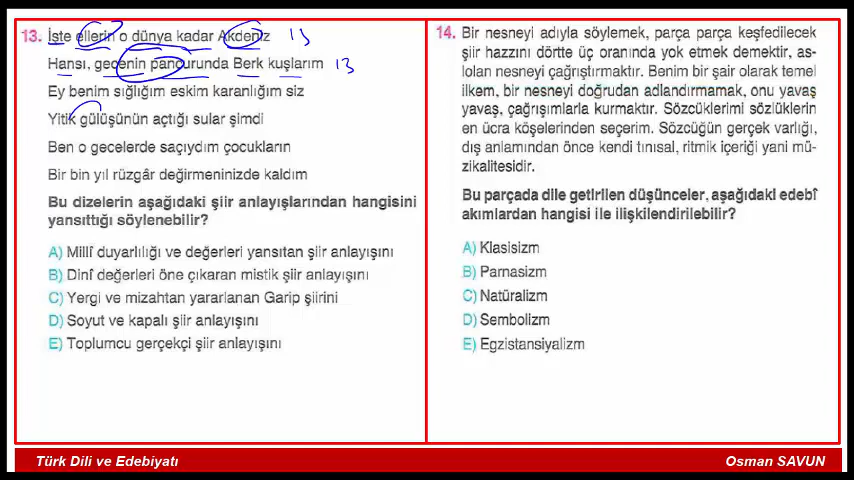 13. İşte ellerin o dünya kadar Akdeniz 13
Hansı, gecenin pancurunda Berk kuşlarım 13
Ey benim sığlığım eskim karanlığım siz
Yitik gülüşünün açtığı sular şimdi
Ben o gecelerde saçıydım çocukların
Bir bin yıl rüzgâr değirmeninizde kaldım
Bu dizelerin aşağıdaki şiir anlayışlarından hangisini
yansıttığı söylenebilir?
A) Millî duyarlılığı ve değerleri yansıtan şiir anlayışını
B) Dinî değerleri öne çıkaran mistik şiir anlayışını
C) Yergi ve mizahtan yararlanan Garip şiirini
D) Soyut ve kapalı şiir anlayışını
E) Toplumcu gerçekçi şiir anlayışını
14. Bir nesneyi adıyla söylemek, parça parça keşfedilecek
şiir hazzını dörtte üç oranında yok etmek demektir, as-
lolan nesneyi çağrıştırmaktır. Benim bir şair olarak temel
ilkem, bir nesneyi doğrudan adlandırmamak, onu yavaş
yavaş, çağrışımlarla kurmaktır. Sözcüklerimi sözlüklerin
en ücra köşelerinden seçerim. Sözcüğün gerçek varlığı,
dış anlamından önce kendi tınısal, ritmik içeriği yani mü-
zikalitesidir.
Bu parçada dile getirilen düşünceler, aşağıdaki edebî
akımlardan hangisi ile ilişkilendirilebilir?
A) Klasisizm
B) Parnasizm
C) Natüralizm
D) Sembolizm
E) Egzistansiyalizm
Türk Dili ve Edebiyatı
Osman SAVUN